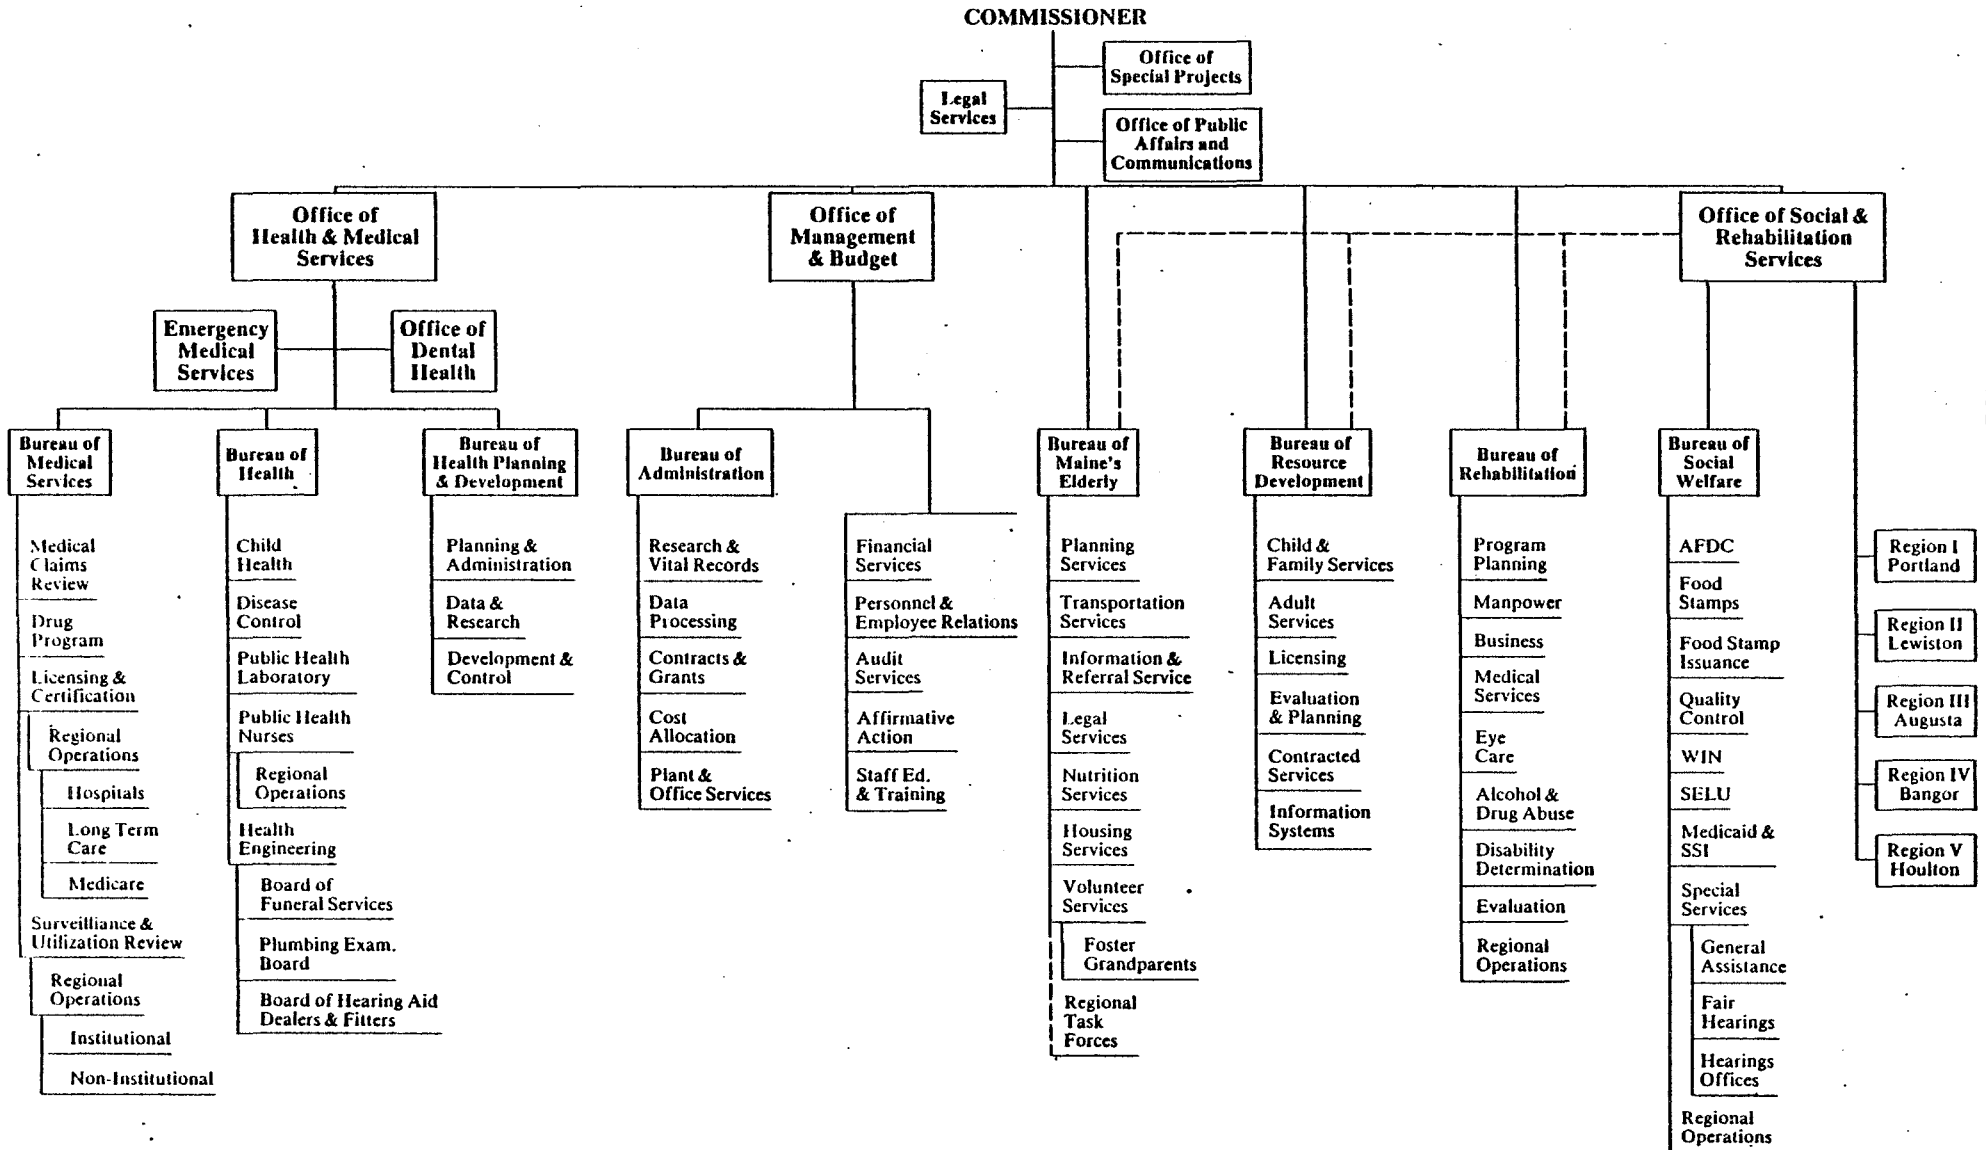 COMMISSIONER
Office of
Special Projects
Legal
Services
Office of Public
Affairs and
Communications
Office of
Health & Medical
Services
Office of
Management
& Budget
Office of Social &
Rehabilitation
Services
Emergency
Medical
Services
Office of
Dental
Health
Bureau of
Medical
Services
Medical
Claims
Review
Drug
Program
Licensing &
Certification
Regional
Operations
Hospitals
Long Term
Care
Medicare
Surveilliance &
Utilization Review
Regional
Operations
Institutional
Non-Institutional
Bureau of
Health
Child
Health
Disease
Control
Public Health
Laboratory
Public Health
Nurses
Regional
Operations
Health
Engineering
Board of
Funeral Services
Plumbing Exam.
Board
Board of Hearing Aid
Dealers & Fitters
Bureau of
Health Planning
& Development
Planning &
Administration
Data &
Research
Development &
Control
Bureau of
Administration
Research &
Vital Records
Data
Processing
Contracts &
Grants
Cost
Allocation
Plant &
Office Services
Financial
Services
Personnel &
Employee Relations
Audit
Services
Affirmative
Action
Staff Ed.
& Training
Bureau of
Maine's
Elderly
Planning
Services
Transportation
Services
Information &
Referral Service
Legal
Services
Nutrition
Services
Housing
Services
Volunteer
Services
Foster
Grandparents
Regional
Task
Forces
Bureau of
Resource
Development
Child &
Family Services
Adult
Services
Licensing
Evaluation
& Planning
Contracted
Services
Information
Systems
Bureau of
Rehabilitation
Program
Planning
Manpower
Business
Medical
Services
Eye
Care
Alcohol &
Drug Abuse
Disability
Determination
Evaluation
Regional
Operations
Bureau of
Social
Welfare
AFDC
Food
Stamps
Food Stamp
Issuance
Quality
Control
WIN
SELU
Medicaid &
SSI
Special
Services
General
Assistance
Fair
Hearings
Hearings
Offices
Regional
Operations
Region I
Portland
Region II
Lewiston
Region III
Augusta
Region IV
Bangor
Region V
Houlton